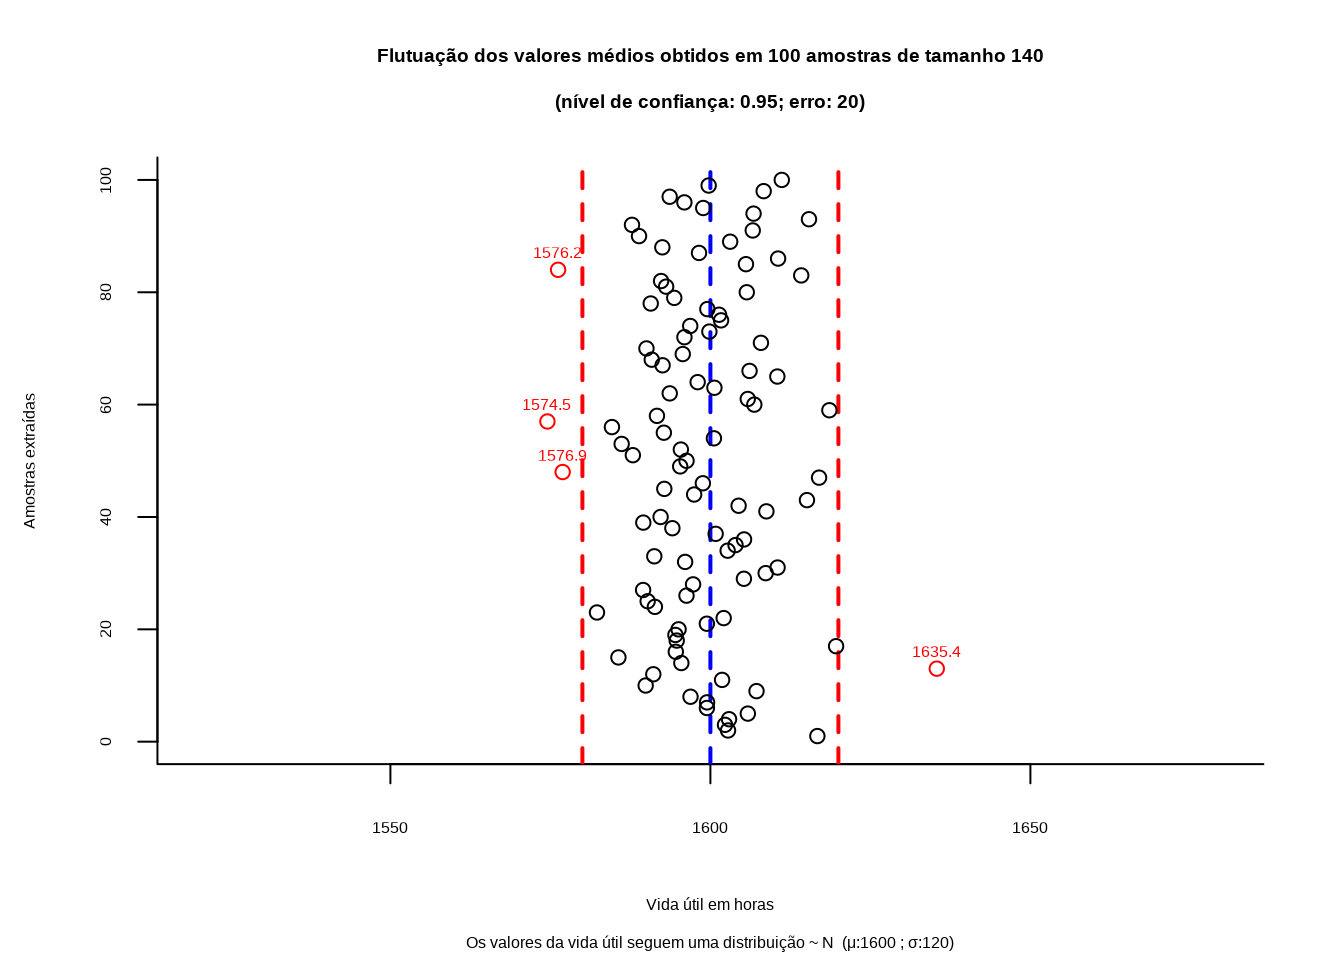 Flutuação dos valores médios obtidos em 100 amostras de tamanho 140
(nível de confiança: 0.95; erro: 20)
100
80
60
40
20
0
Amostras extraídas
1576.2
1574.5
1576.9
1635.4
1550
1600
1650
Vida útil em horas
Os valores da vida útil seguem uma distribuição ~ N  (μ:1600 ; σ:120)